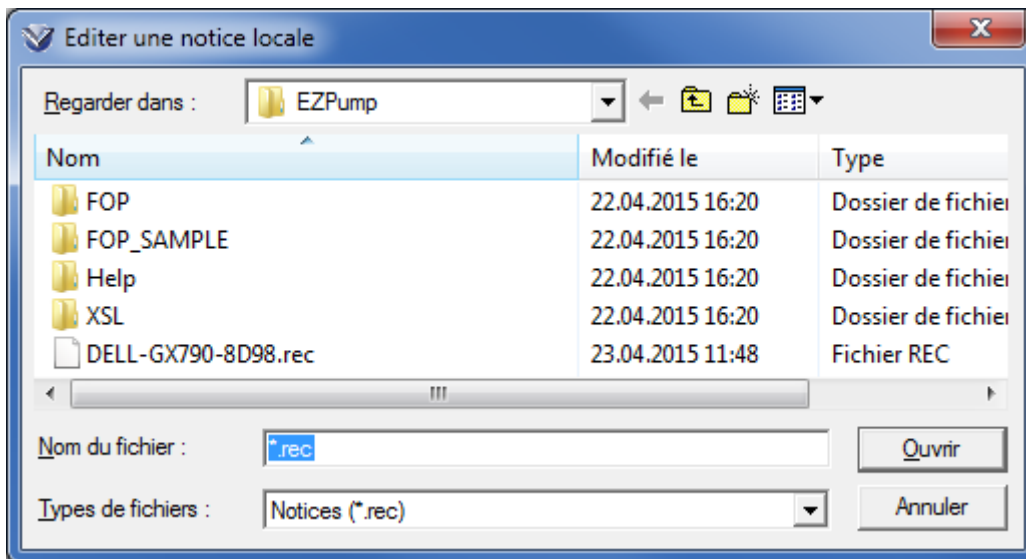 Editer une notice locale
Regarder dans : EZPump
Nom Modifié le Type
FOP 22.04.2015 16:20 Dossier de fichier
FOP_SAMPLE 22.04.2015 16:20 Dossier de fichier
Help 22.04.2015 16:20 Dossier de fichier
XSL 22.04.2015 16:20 Dossier de fichier
DELL-GX790-8D98.rec 23.04.2015 11:48 Fichier REC
Nom du fichier : *.rec Ouvrir
Types de fichiers : Notices (*.rec) Annuler